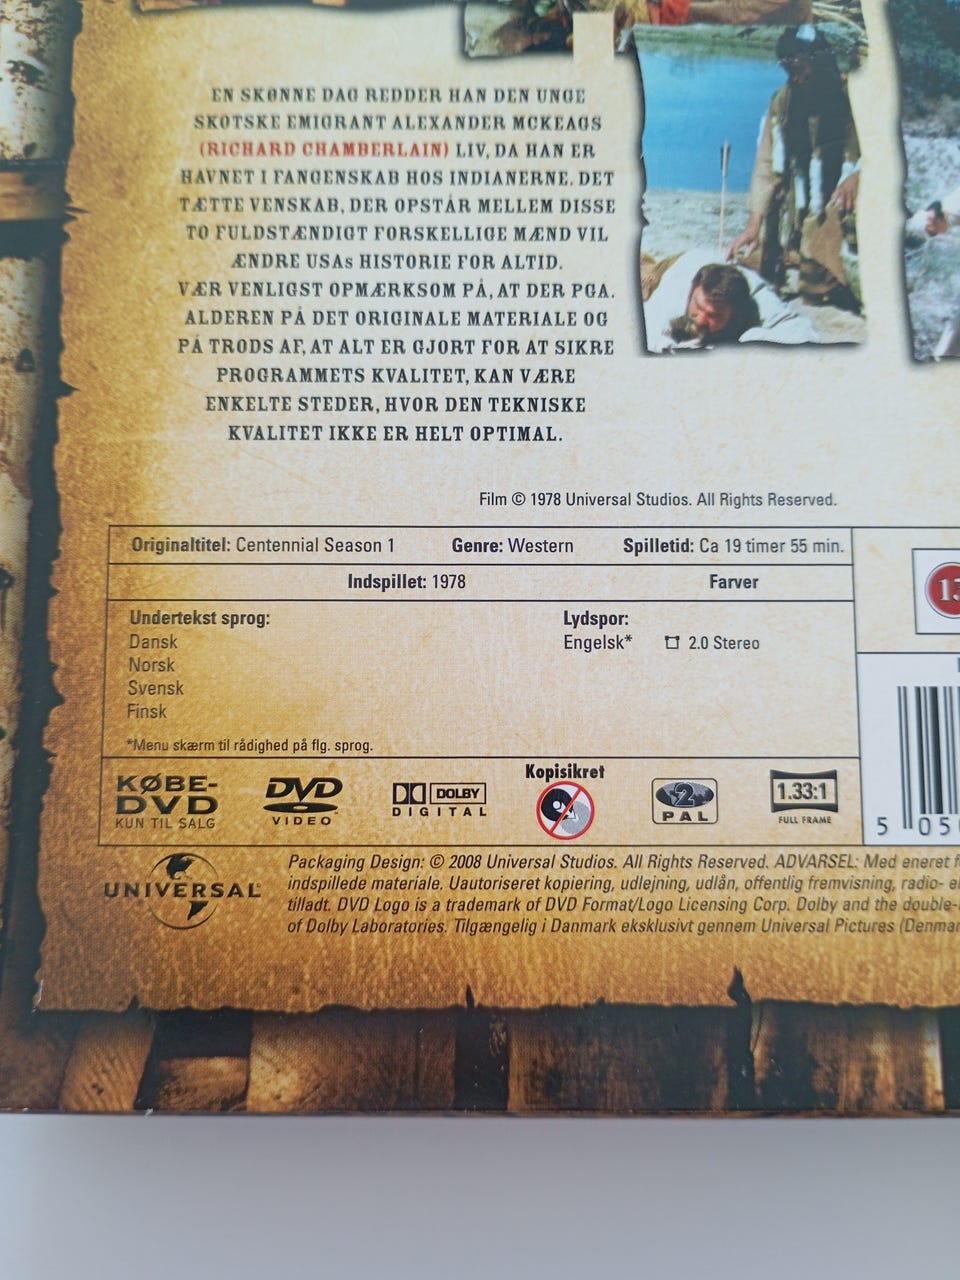 EN SKØNNE DAG REDDER HAN DEN UNGE
SKOTSKE EMIGRANT ALEXANDER MCKEAGS
(RICHARD CHAMBERLAIN) LIV, DA HAN ER
HAVNET I FANGENSKAB HOS INDIANERNE. DET
TÆTTE VENSKAB, DER OPSTÅR MELLEM DISSE
TO FULDSTÆNDIGT FORSKELLIGE MÆND VIL
ÆNDRE USAs HISTORIE FOR ALTID.
VÆR VENLIGST OPMÆRKSOM PÅ, AT DER PGA.
ALDEREN PÅ DET ORIGINALE MATERIALE OG
PÅ TRODS AF, AT ALT ER GJORT FOR AT SIKRE
PROGRAMMETS KVALITET, KAN VÆRE
ENKELTE STEDER, HVOR DEN TEKNISKE
KVALITET IKKE ER HELT OPTIMAL.
Film © 1978 Universal Studios. All Rights Reserved.
Originaltitel: Centennial Season 1 Genre: Western Spilletid: Ca 19 timer 55 min.
Indspillet: 1978 Farver
Undertekst sprog:
Dansk
Norsk
Svensk
Finsk
Lydspor:
Engelsk* 2.0 Stereo
*Menu skærm til rådighed på flg. sprog.
KØBE-
DVD
KUN TIL SALG
DVD
VIDEO
DOLBY
DIGITAL
Kopisikret
2
PAL
1.33:1
FULL FRAME
5 050
UNIVERSAL
Packaging Design: © 2008 Universal Studios. All Rights Reserved. ADVARSEL: Med eneret
indspillede materiale. Uautoriseret kopiering, udlejning, udlån, offentlig fremvisning, radio-
tilladt. DVD Logo is a trademark of DVD Format/Logo Licensing Corp. Dolby and the double-
of Dolby Laboratories. Tilgængelig i Danmark eksklusivt gennem Universal Pictures (Denmar